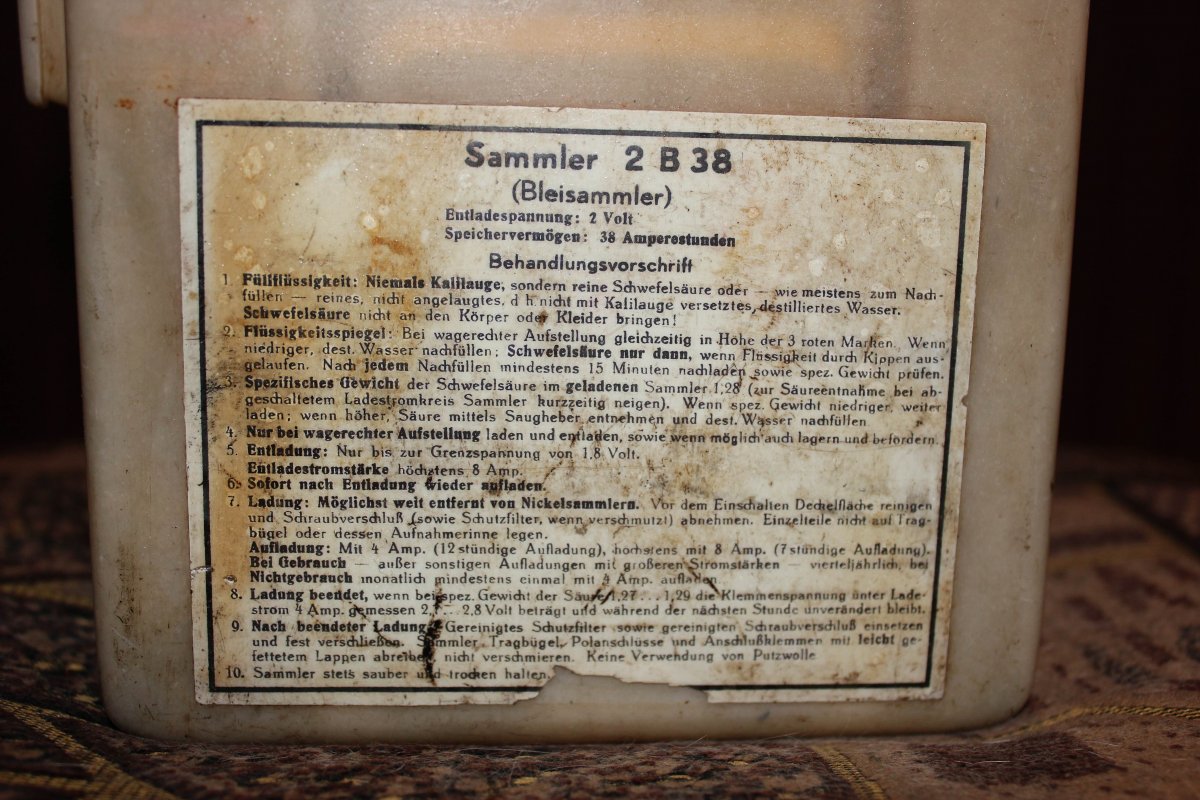 Sammler 2 B 38
(Bleisammler)
Entladespannung: 2 Volt
Speichervermögen: 38 Amperestunden
Behandlungsvorschrift
1. Füllflüssigkeit: Niemals Kalilauge, sondern reine Schwefelsäure oder — wie meistens zum Nach-
füllen — reines, nicht angelaugtes, d h. nicht mit Kalilauge versetztes, destilliertes Wasser.
Schwefelsäure nicht an den Körper oder Kleider bringen!
2. Flüssigkeitsspiegel: Bei wagerechter Aufstellung gleichzeitig in Höhe der 3 roten Marken. Wenn
niedriger, dest. Wasser nachfüllen; Schwefelsäure nur dann, wenn Flüssigkeit durch Kippen aus-
gelaufen. Nach jedem Nachfüllen mindestens 15 Minuten nachladen sowie spez. Gewicht prüfen.
3. Spezifisches Gewicht der Schwefelsäure im geladenen Sammler 1,28 (zur Säureentnahme bei ab-
geschaltetem Ladestromkreis Sammler kurzzeitig neigen). Wenn spez. Gewicht niedriger, weiter
laden; wenn höher, Säure mittels Saugheber entnehmen und dest. Wasser nachfüllen
4. Nur bei wagerechter Aufstellung laden und entladen, sowie wenn möglich auch lagern und befördern.
5. Entladung: Nur bis zur Grenzspannung von 1,8 Volt.
Entladestromstärke höchstens 8 Amp.
6. Sofort nach Entladung wieder aufladen.
7. Ladung: Möglichst weit entfernt von Nickelsammlern. Vor dem Einschalten Deckelfläche reinigen
und Schraubverschluß (sowie Schutzfilter, wenn verschmutzt) abnehmen. Einzelteile nicht auf Trag-
bügel oder dessen Aufnahmerinne legen.
Aufladung: Mit 4 Amp. (12 stündige Aufladung), höchstens mit 8 Amp. (7 stündige Aufladung).
Bei Gebrauch — außer sonstigen Aufladungen mit größeren Stromstärken — vierteljährlich, bei
Nichtgebrauch monatlich mindestens einmal mit 4 Amp. aufladen.
8. Ladung beendet, wenn bei spez. Gewicht der Säure 1,27 ... 1,29 die Klemmenspannung unter Lade-
strom 4 Amp. gemessen 2,7 ... 2,8 Volt beträgt und während der nächsten Stunde unverändert bleibt.
9. Nach beendeter Ladung: Gereinigtes Schutzfilter sowie gereinigten Schraubverschluß einsetzen
und fest verschließen. Sammler, Tragbügel, Polanschlüsse und Anschlußklemmen mit leicht ge-
fettetem Lappen abreiben, nicht verschmieren. Keine Verwendung von Putzwolle
10. Sammler stets sauber und trocken halten.